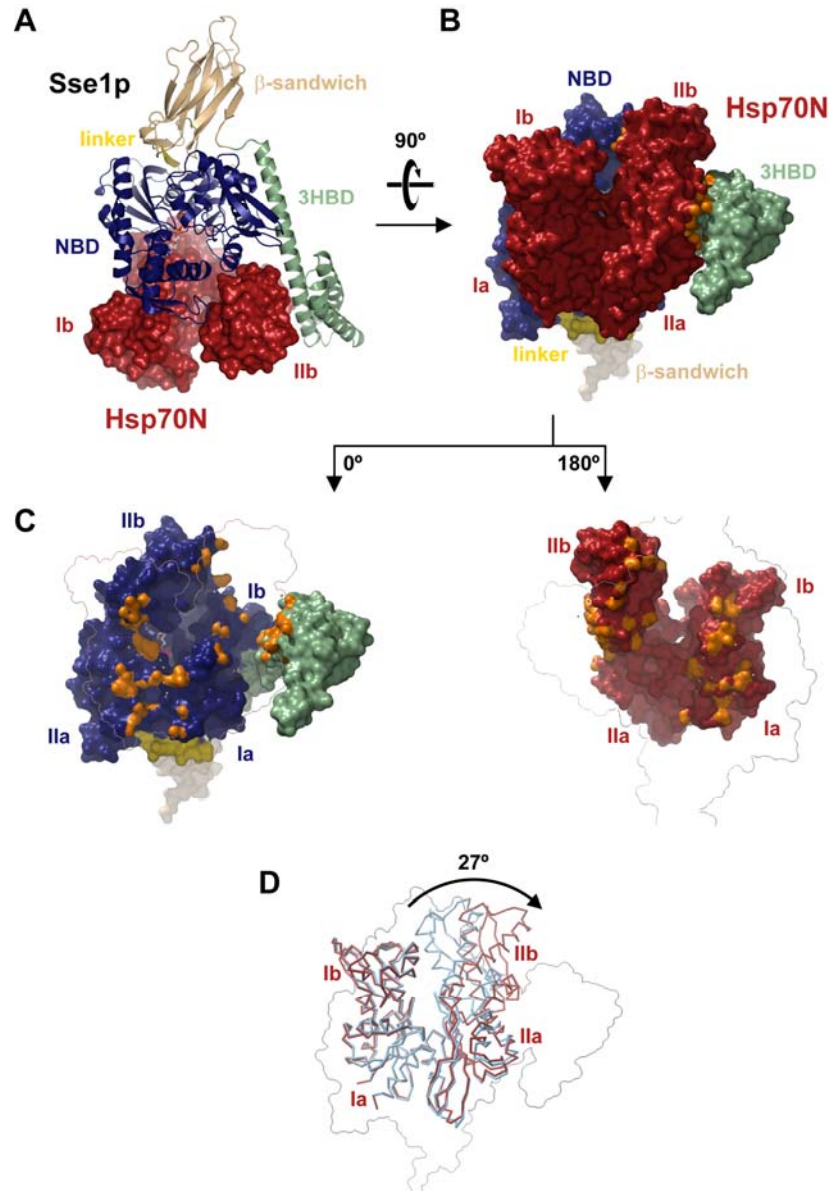 A
Sse1p
β-sandwich
linker
3HBD
NBD
Ib
IIb
Hsp70N
90º
B
NBD
IIb
Ib
Hsp70N
3HBD
Ia
IIa
linker
β-sandwich
0º
180º
C
IIb
Ib
IIa
Ia
IIb
Ib
IIa
Ia
D
27º
Ib
IIb
IIa
Ia